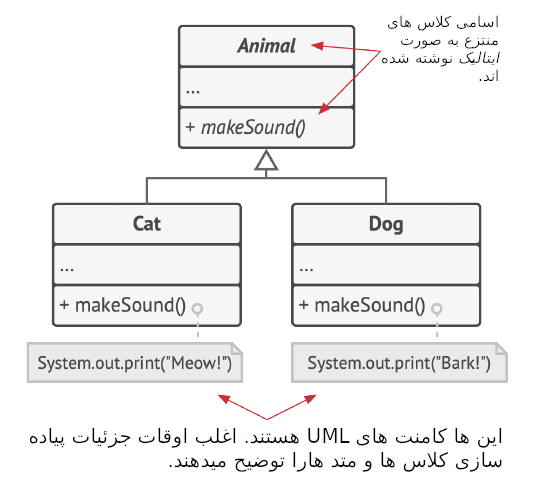 اسامی کلاس های
منتزع به صورت
ایتالیک نوشته شده
اند.
Animal
...
+ makeSound()
Cat
...
+ makeSound()
Dog
...
+ makeSound()
System.out.print("Meow!")
System.out.print("Bark!")
این ها کامنت های UML هستند. اغلب اوقات جزئیات پیاده
سازی کلاس ها و متد هارا توضیح میدهند.